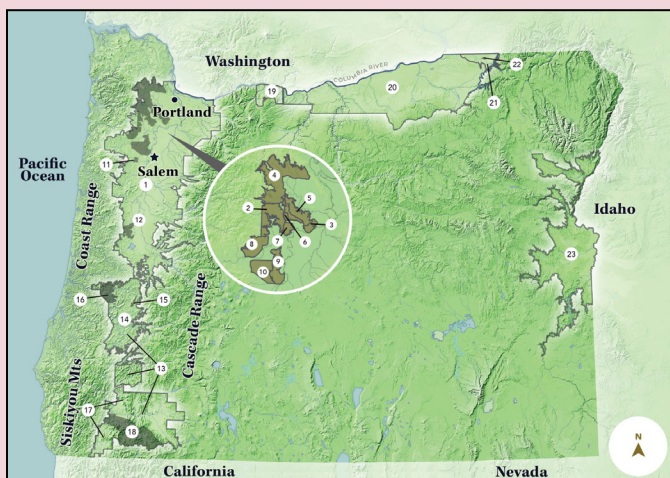 Washington
COLUMBIA RIVER
22
20
19
21
Portland
Pacific
Ocean
11
Salem
1
4
Idaho
Coast Range
12
2
5
3
8
7
6
9
10
23
16
15
14
Cascade Range
13
Siskiyou Mts
17
18
N
California
Nevada